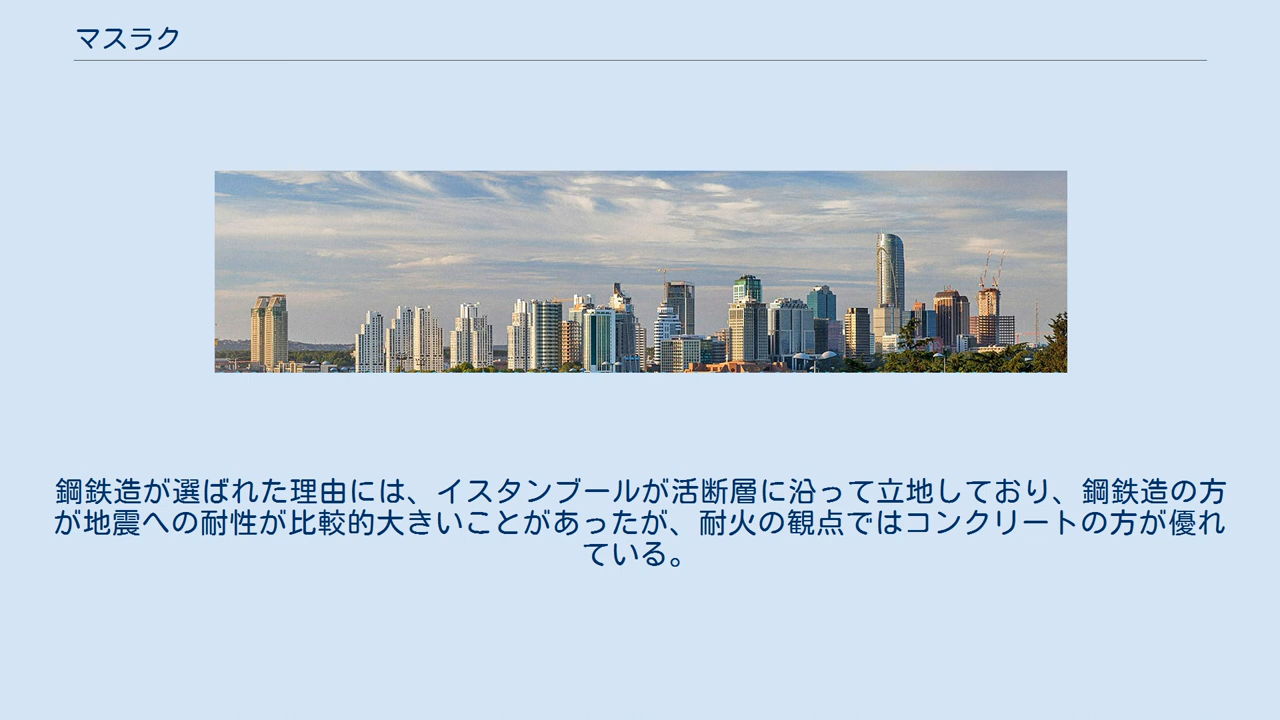 マスラク
鋼鉄造が選ばれた理由には、イスタンブールが活断層に沿って立地しており、鋼鉄造の方
が地震への耐性が比較的大きいことがあったが、耐火の観点ではコンクリートの方が優れ
ている。